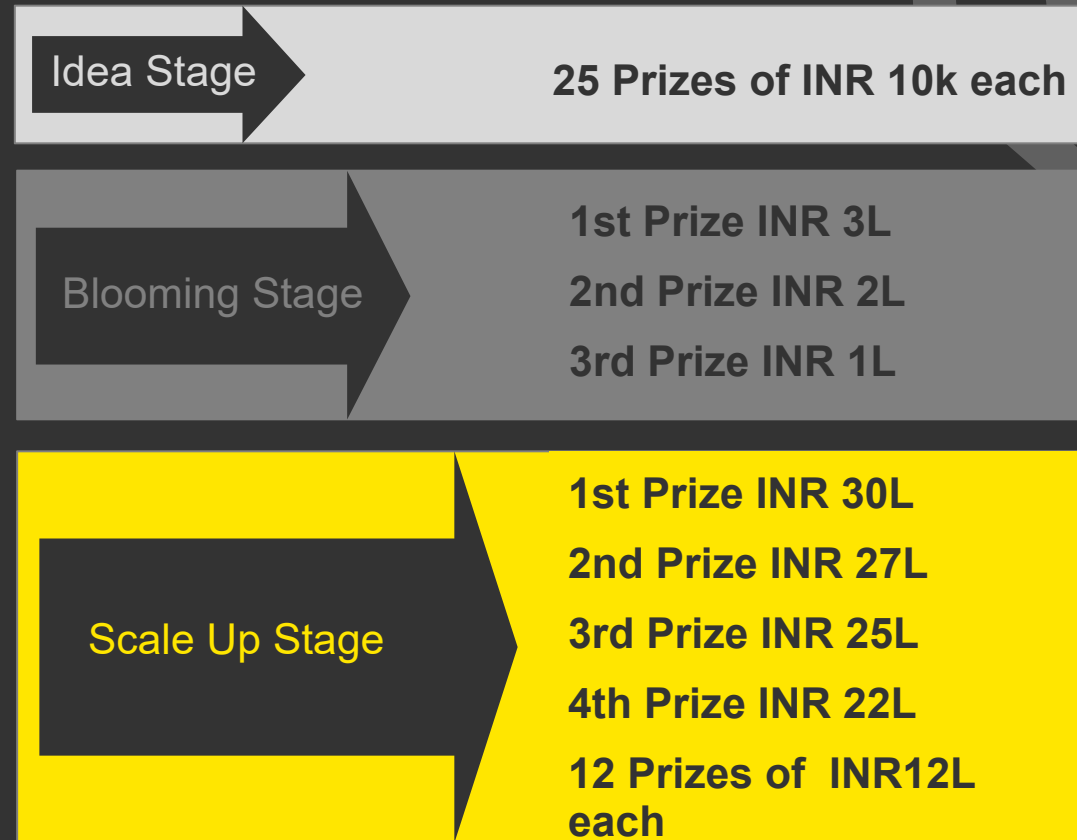 Idea Stage
25 Prizes of INR 10k each
Blooming Stage
1st Prize INR 3L
2nd Prize INR 2L
3rd Prize INR 1L
Scale Up Stage
1st Prize INR 30L
2nd Prize INR 27L
3rd Prize INR 25L
4th Prize INR 22L
12 Prizes of  INR12L
each